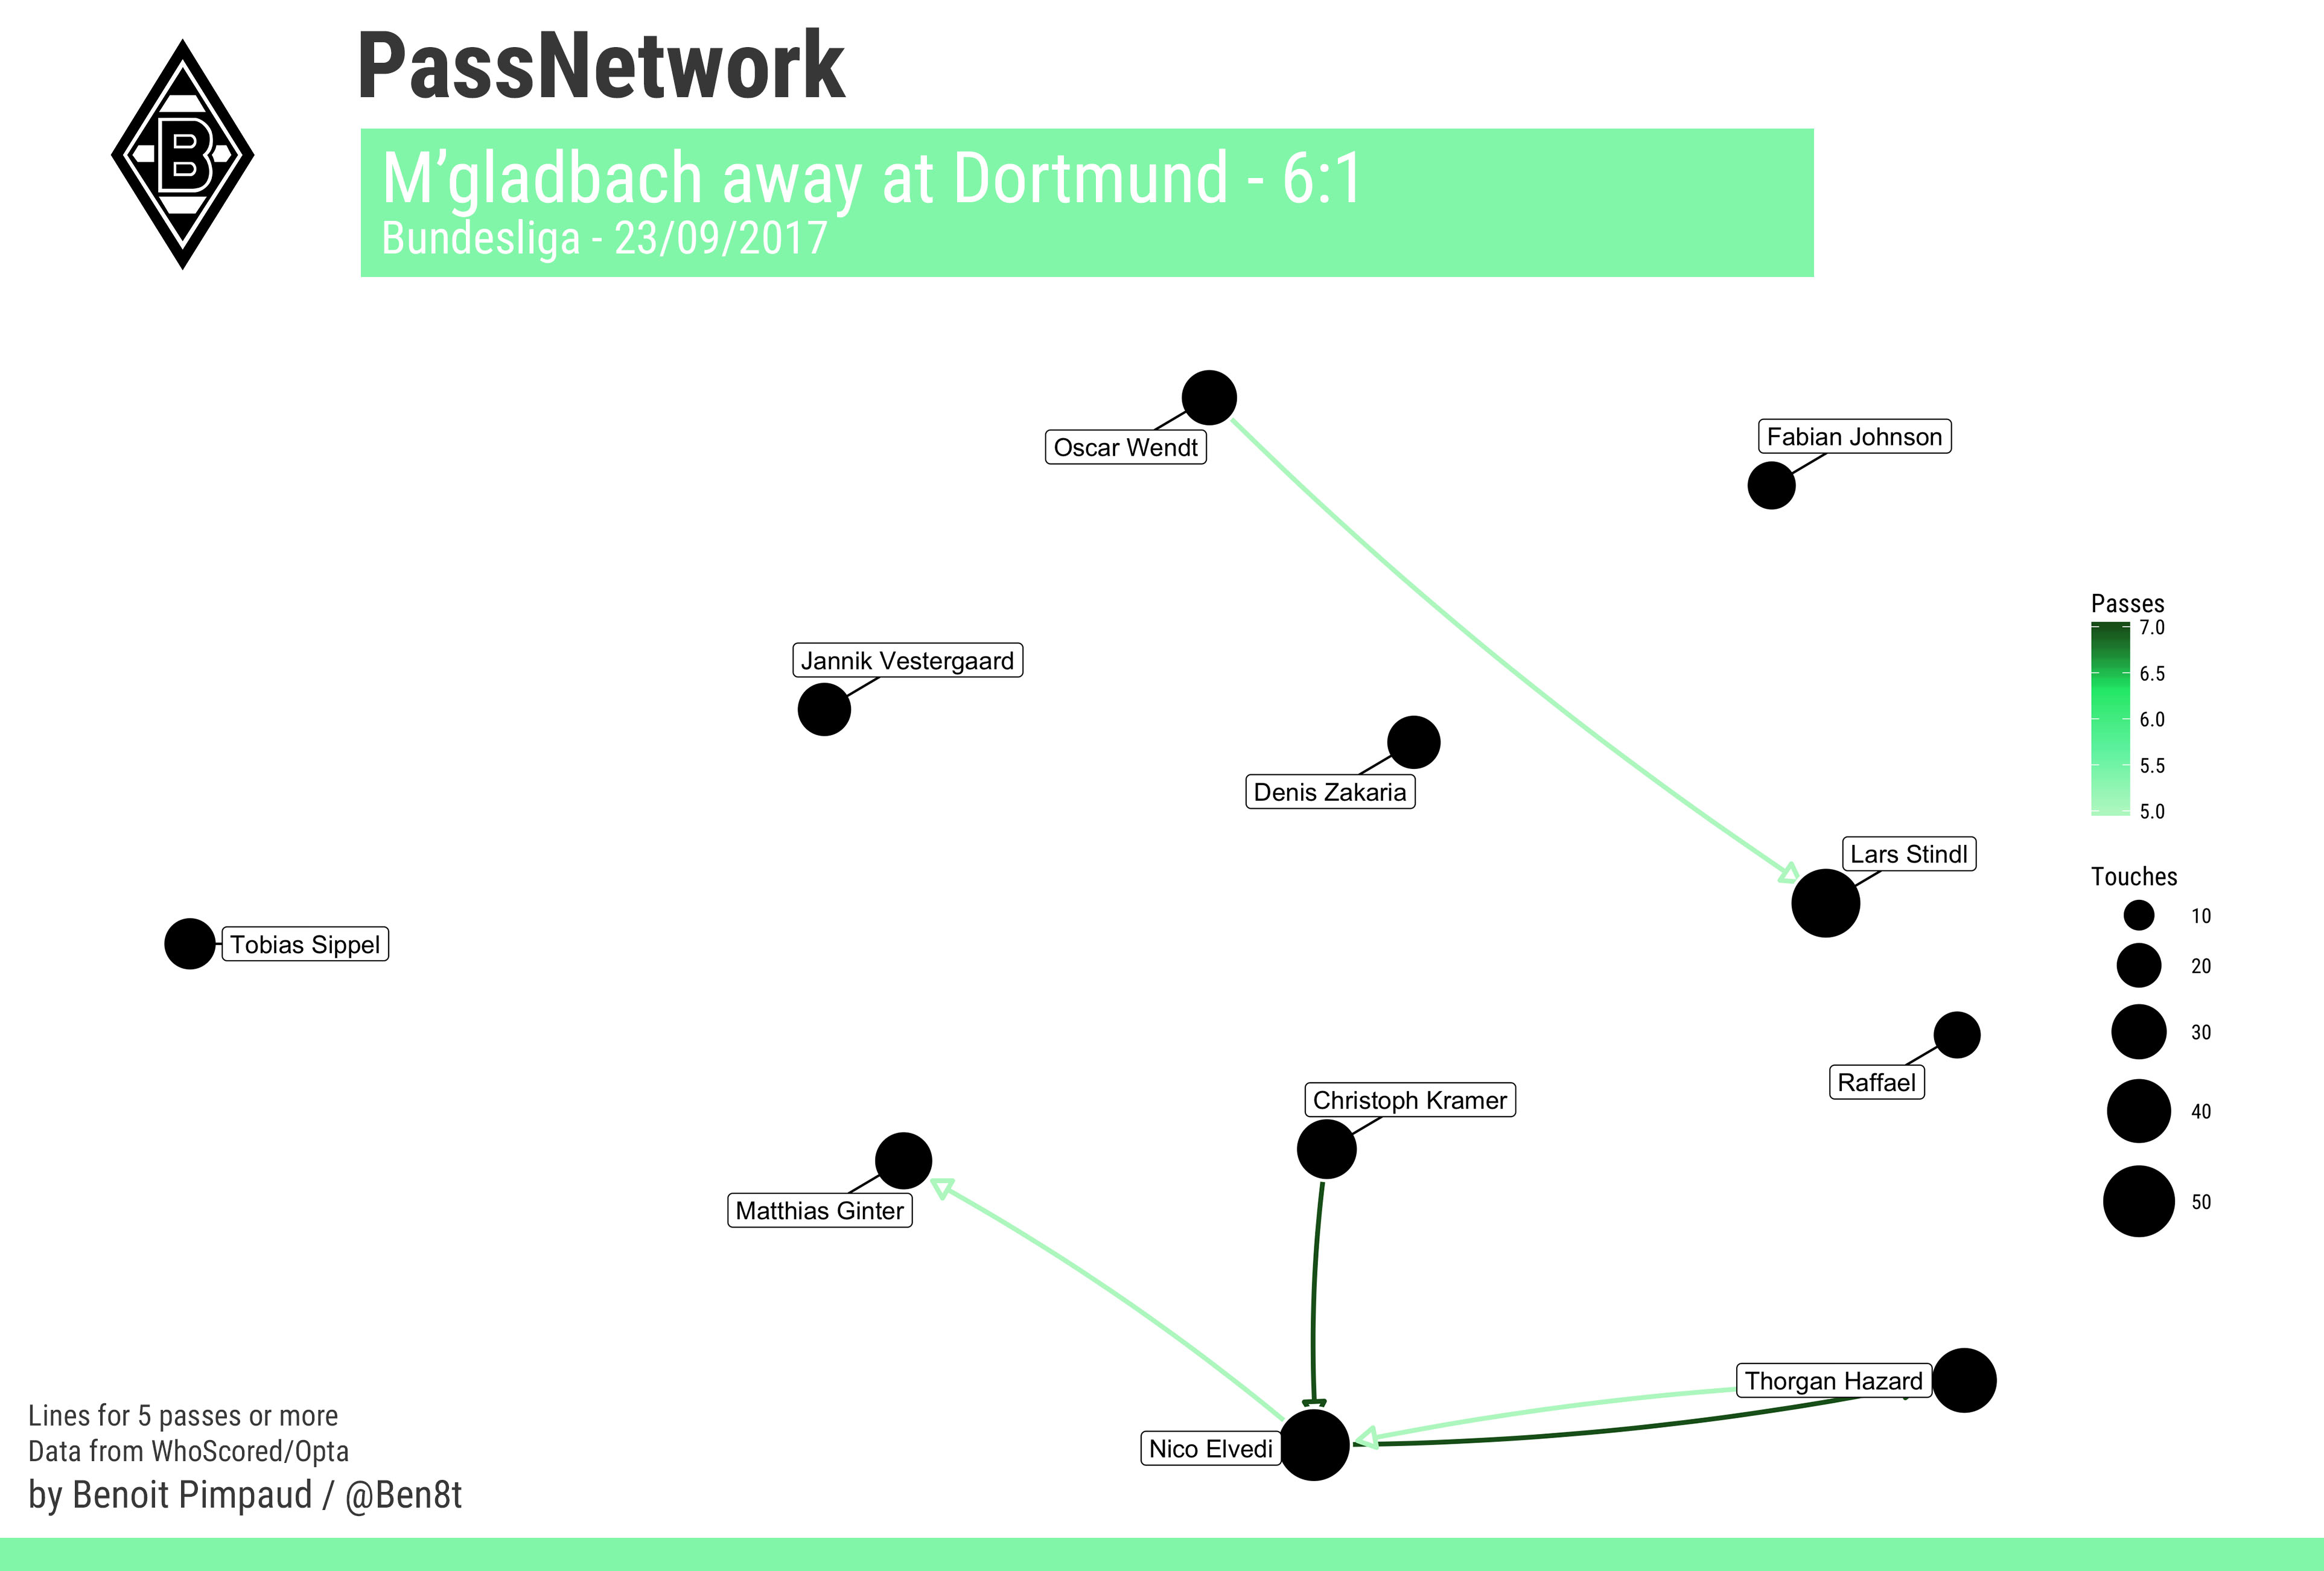 PassNetwork
M’gladbach away at Dortmund - 6:1
Bundesliga - 23/09/2017
B
Oscar Wendt
Fabian Johnson
Jannik Vestergaard
Denis Zakaria
Lars Stindl
Tobias Sippel
Raffael
Christoph Kramer
Matthias Ginter
Thorgan Hazard
Nico Elvedi
Passes
7.0
6.5
6.0
5.5
5.0
Touches
10
20
30
40
50
Lines for 5 passes or more
Data from WhoScored/Opta
by Benoit Pimpaud / @Ben8t